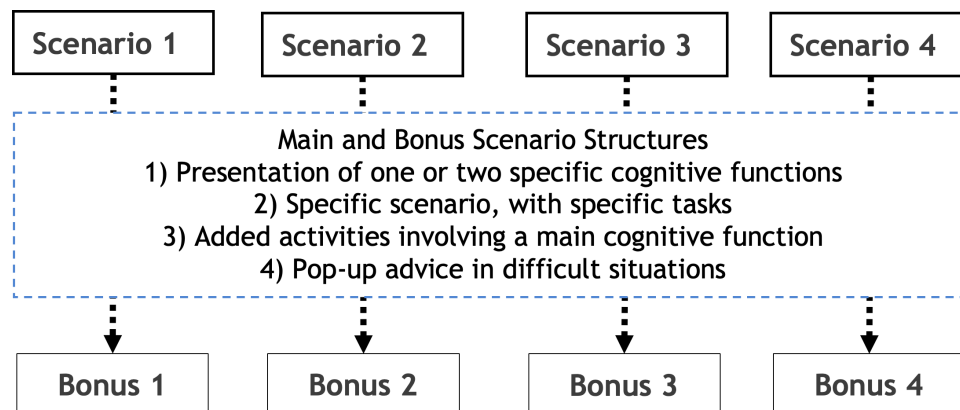 Scenario 1
Scenario 2
Scenario 3
Scenario 4
Main and Bonus Scenario Structures
1) Presentation of one or two specific cognitive functions
2) Specific scenario, with specific tasks
3) Added activities involving a main cognitive function
4) Pop-up advice in difficult situations
Bonus 1
Bonus 2
Bonus 3
Bonus 4